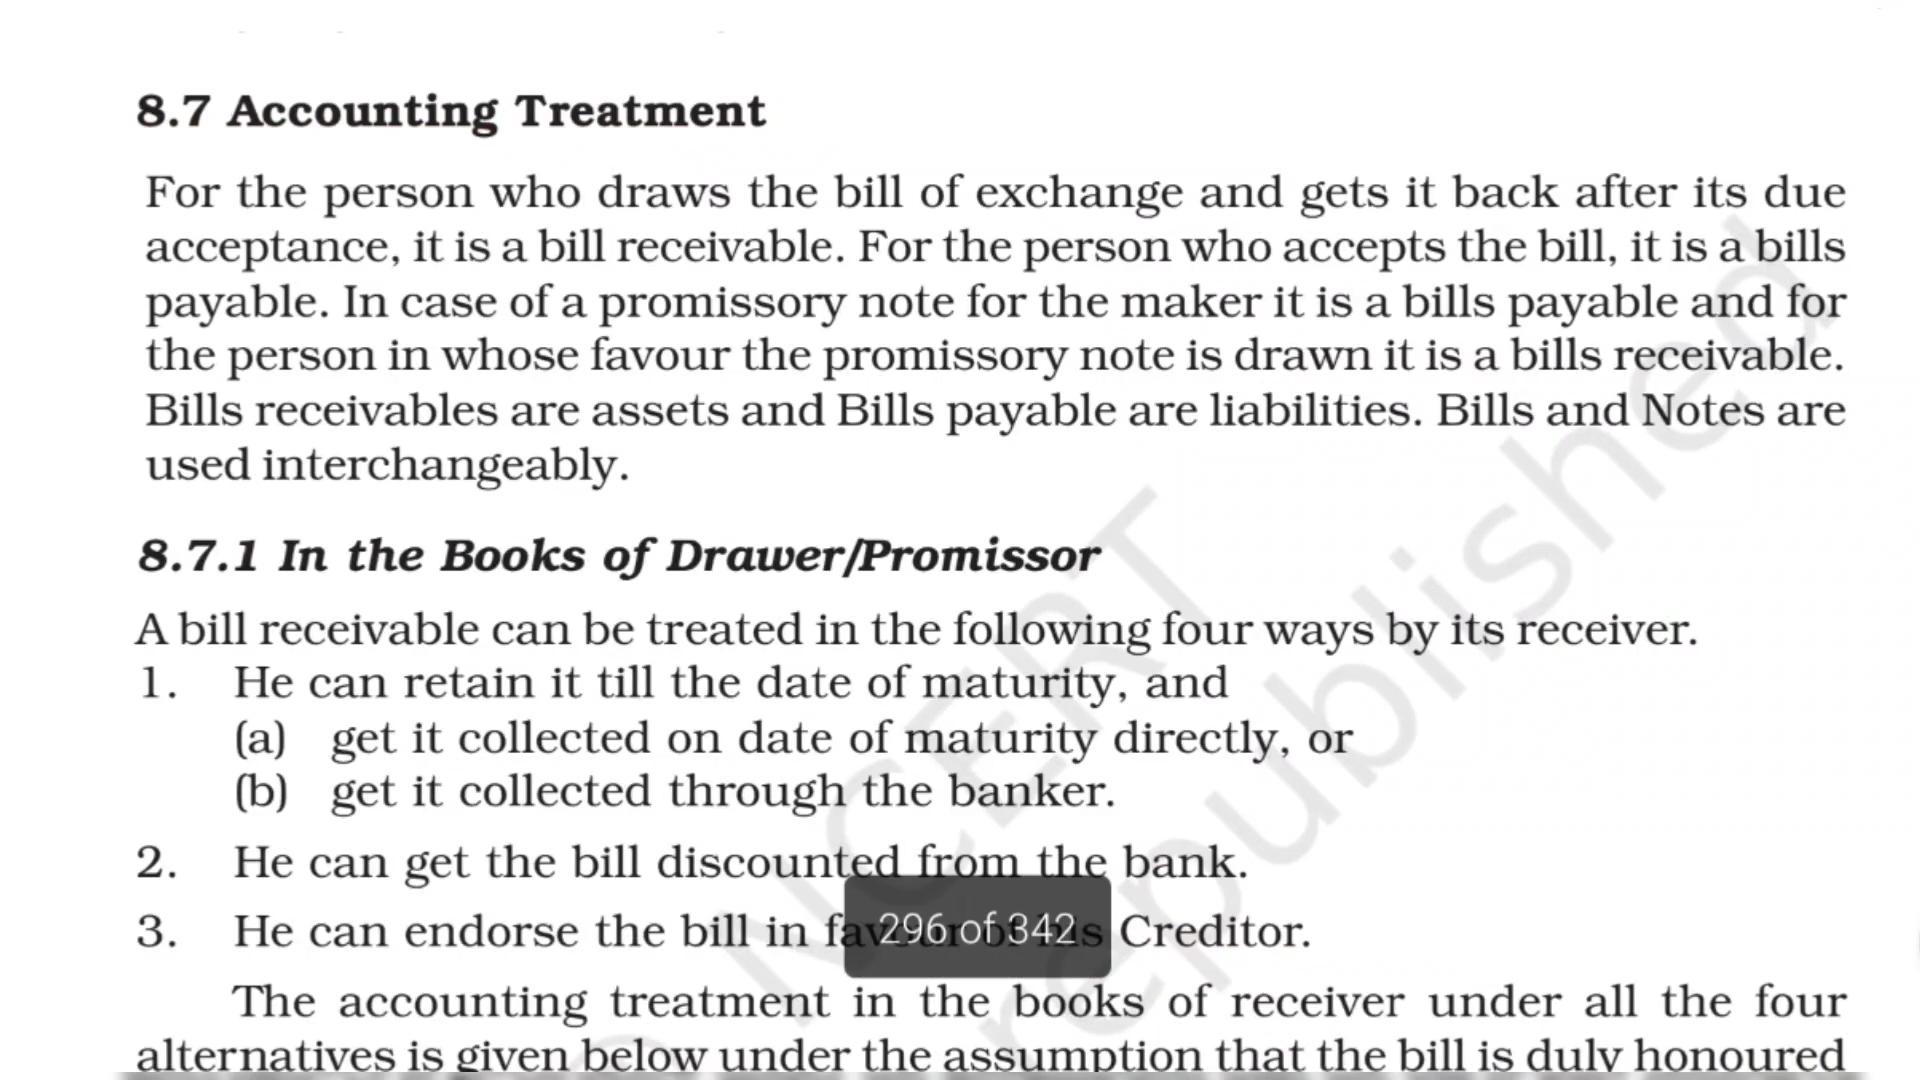 8.7 Accounting Treatment
For the person who draws the bill of exchange and gets it back after its due
acceptance, it is a bill receivable. For the person who accepts the bill, it is a bills
payable. In case of a promissory note for the maker it is a bills payable and for
the person in whose favour the promissory note is drawn it is a bills receivable.
Bills receivables are assets and Bills payable are liabilities. Bills and Notes are
used interchangeably.
8.7.1 In the Books of Drawer/Promissor
A bill receivable can be treated in the following four ways by its receiver.
1. He can retain it till the date of maturity, and
(a) get it collected on date of maturity directly, or
(b) get it collected through the banker.
2. He can get the bill discounted from the bank.
3. He can endorse the bill in favour of his Creditor.
296 of 342
The accounting treatment in the books of receiver under all the four
alternatives is given below under the assumption that the bill is duly honoured
NCERT
republished